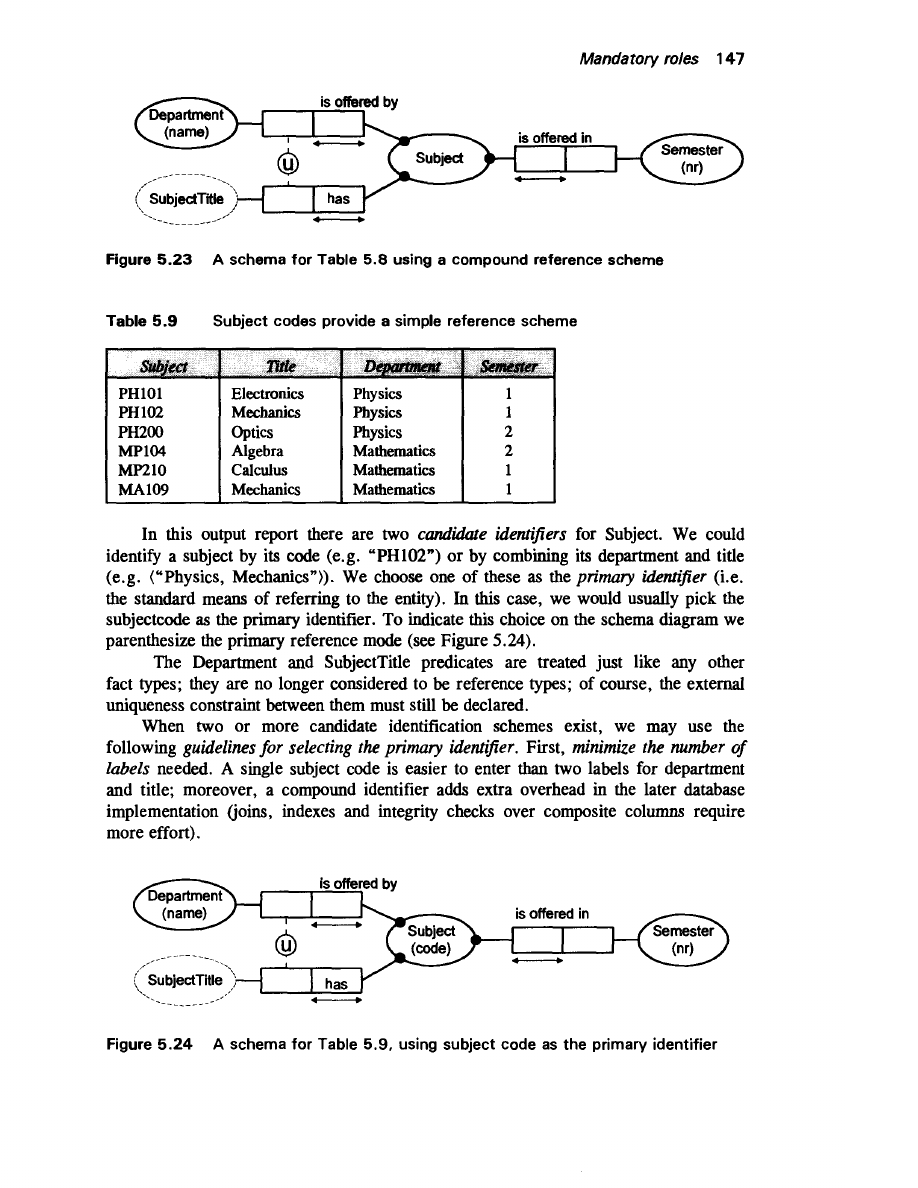 Mandatory roles 147
Department
(name)
is offered by
u
SubjectTitle
has
Subject
is offered in
Semester
(nr)
Figure 5.23 A schema for Table 5.8 using a compound reference scheme
Table 5.9 Subject codes provide a simple reference scheme
Subject Title Department Semester
PH101 Electronics Physics 1
PH102 Mechanics Physics 1
PH200 Optics Physics 2
MP104 Algebra Mathematics 2
MP210 Calculus Mathematics 1
MA109 Mechanics Mathematics 1
In this output report there are two candidate identifiers for Subject. We could
identify a subject by its code (e.g. “PH102”) or by combining its department and title
(e.g. ⟨“Physics, Mechanics”⟩). We choose one of these as the primary identifier (i.e.
the standard means of referring to the entity). In this case, we would usually pick the
subjectcode as the primary identifier. To indicate this choice on the schema diagram we
parenthesize the primary reference mode (see Figure 5.24).
The Department and SubjectTitle predicates are treated just like any other
fact types; they are no longer considered to be reference types; of course, the external
uniqueness constraint between them must still be declared.
When two or more candidate identification schemes exist, we may use the
following guidelines for selecting the primary identifier. First, minimize the number of
labels needed. A single subject code is easier to enter than two labels for department
and title; moreover, a compound identifier adds extra overhead in the later database
implementation (joins, indexes and integrity checks over composite columns require
more effort).
Department
(name)
is offered by
u
SubjectTitle
has
Subject
(code)
is offered in
Semester
(nr)
Figure 5.24 A schema for Table 5.9, using subject code as the primary identifier